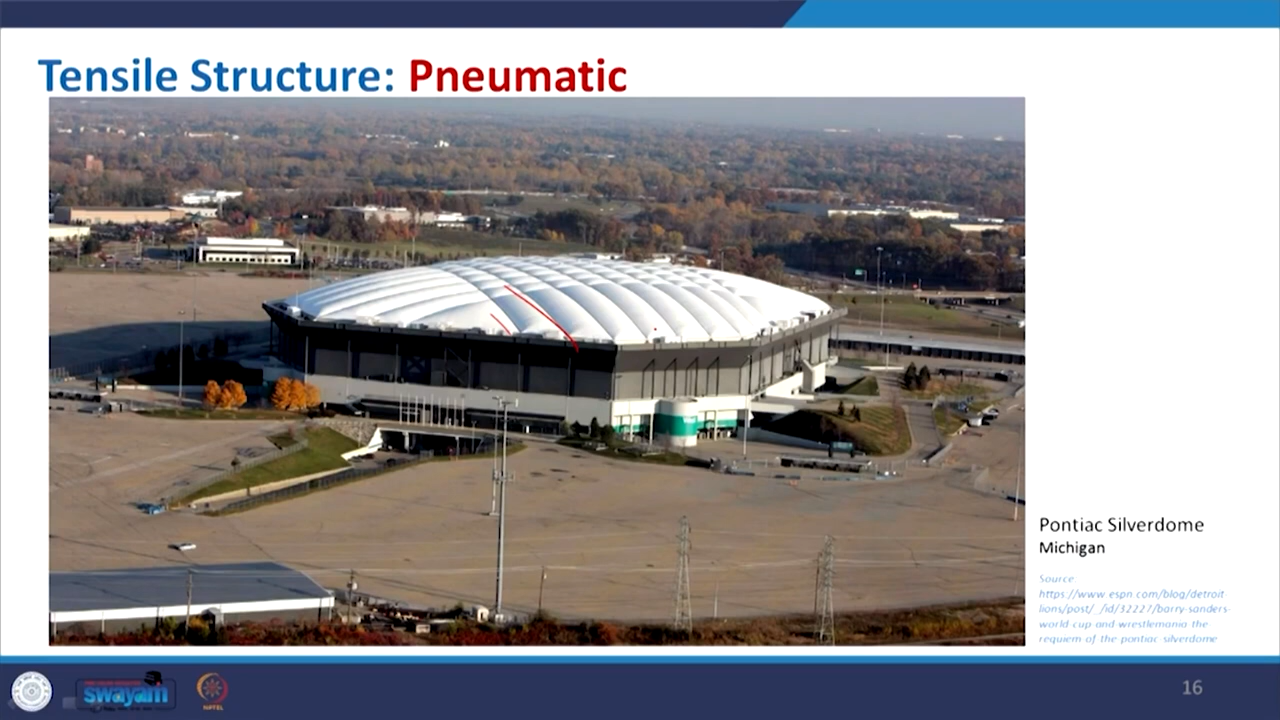 Tensile Structure: Pneumatic
Pontiac Silverdome
Michigan
Source
https://www.espn.com/blog/detroit-
lions/post/_/id/32227/barry-sanders-
world cup and wrestlemania the
requiem of the pontiac silverdome
swayam
NPTEL
16